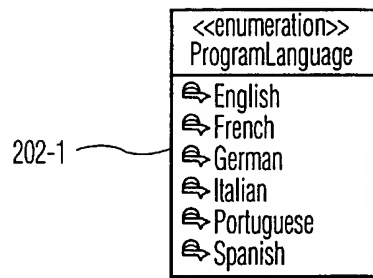 <<enumeration>>
ProgramLanguage
English
French
202-1
German
Italian
Portuguese
Spanish